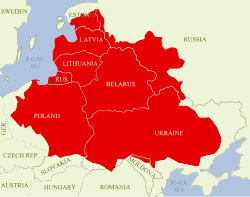 SWEDEN
ESTONIA
RUSSIA
LATVIA
BALTIC
SEA
LITHUANIA
RUS.
BELARUS
POLAND
GER.
UKRAINE
CZECH REP.
SLOVAKIA
MOLDOVA
AUSTRIA
HUNGARY
ROMANIA
BLACK
SEA